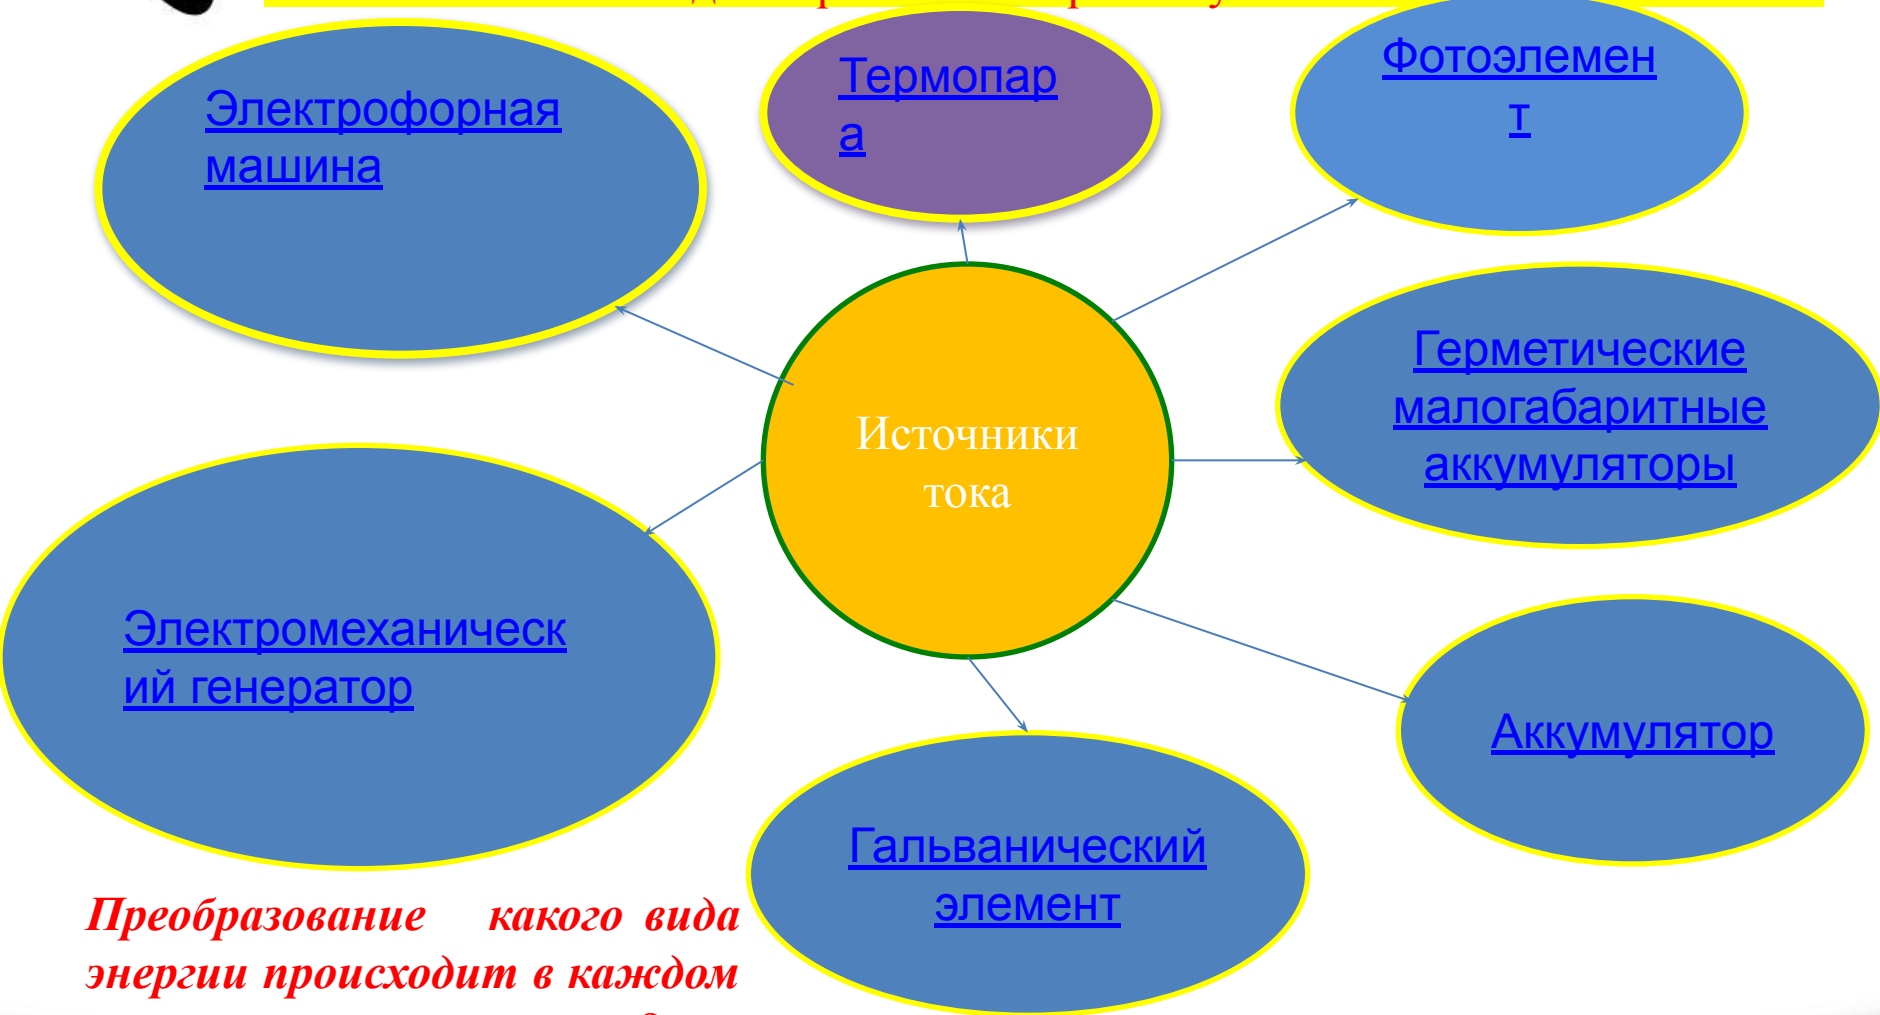 Термопар
а
Фотоэлемен
т
Электрофорная
машина
Герметические
малогабаритные
аккумуляторы
Источники
тока
Электромеханическ
ий генератор
Аккумулятор
Гальванический
элемент
Преобразование какого вида
энергии происходит в каждом